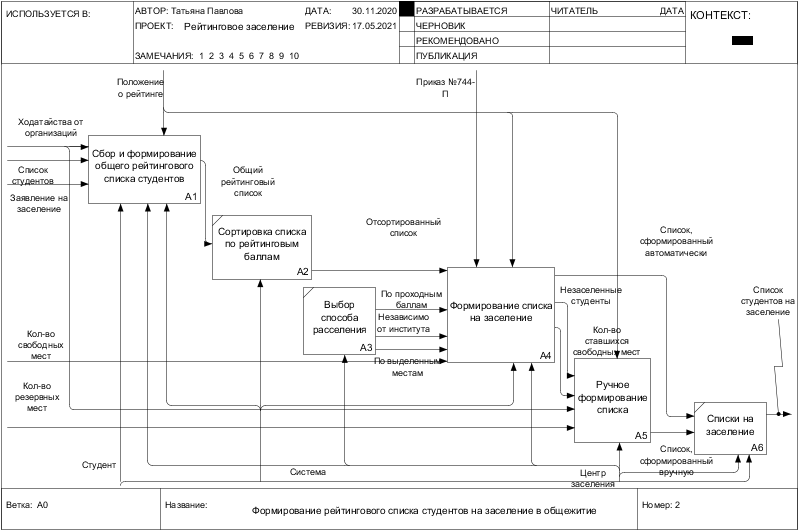 ИСПОЛЬЗУЕТСЯ В:
АВТОР: Татьяна Павлова
ДАТА: 30.11.2020
ПРОЕКТ: Рейтинговое заселение
РЕВИЗИЯ: 17.05.2021
ЗАМЕЧАНИЯ: 1 2 3 4 5 6 7 8 9 10
РАЗРАБАТЫВАЕТСЯ
ЧЕРНОВИК
РЕКОМЕНДОВАНО
ПУБЛИКАЦИЯ
ЧИТАТЕЛЬ
ДАТА
КОНТЕКСТ:
Положение
о рейтинге
Приказ №744-
П
Ходатайства от
организаций
Список
студентов
Заявление на
заселение
Сбор и формирование
общего рейтингового
списка студентов
A1
Общий
рейтинговый
список
Сортировка списка
по рейтинговым
баллам
A2
Отсортированный
список
Выбор
способа
расселения
A3
По проходным
баллам
Независимо
от института
По выделенным
местам
Формирование списка
на заселение
A4
Список,
сформированный
автоматически
Незаселенные
студенты
Кол-во
ставшихся
свободных мест
Список
студентов на
заселение
Кол-во
свободных
мест
Кол-во
резервных
мест
Ручное
формирование
списка
A5
Списки на
заселение
A6
Список,
сформированный
вручную
Студент
Система
Центр
заселения
Ветка: A0
Название:
Формирование рейтингового списка студентов на заселение в общежитие
Номер: 2